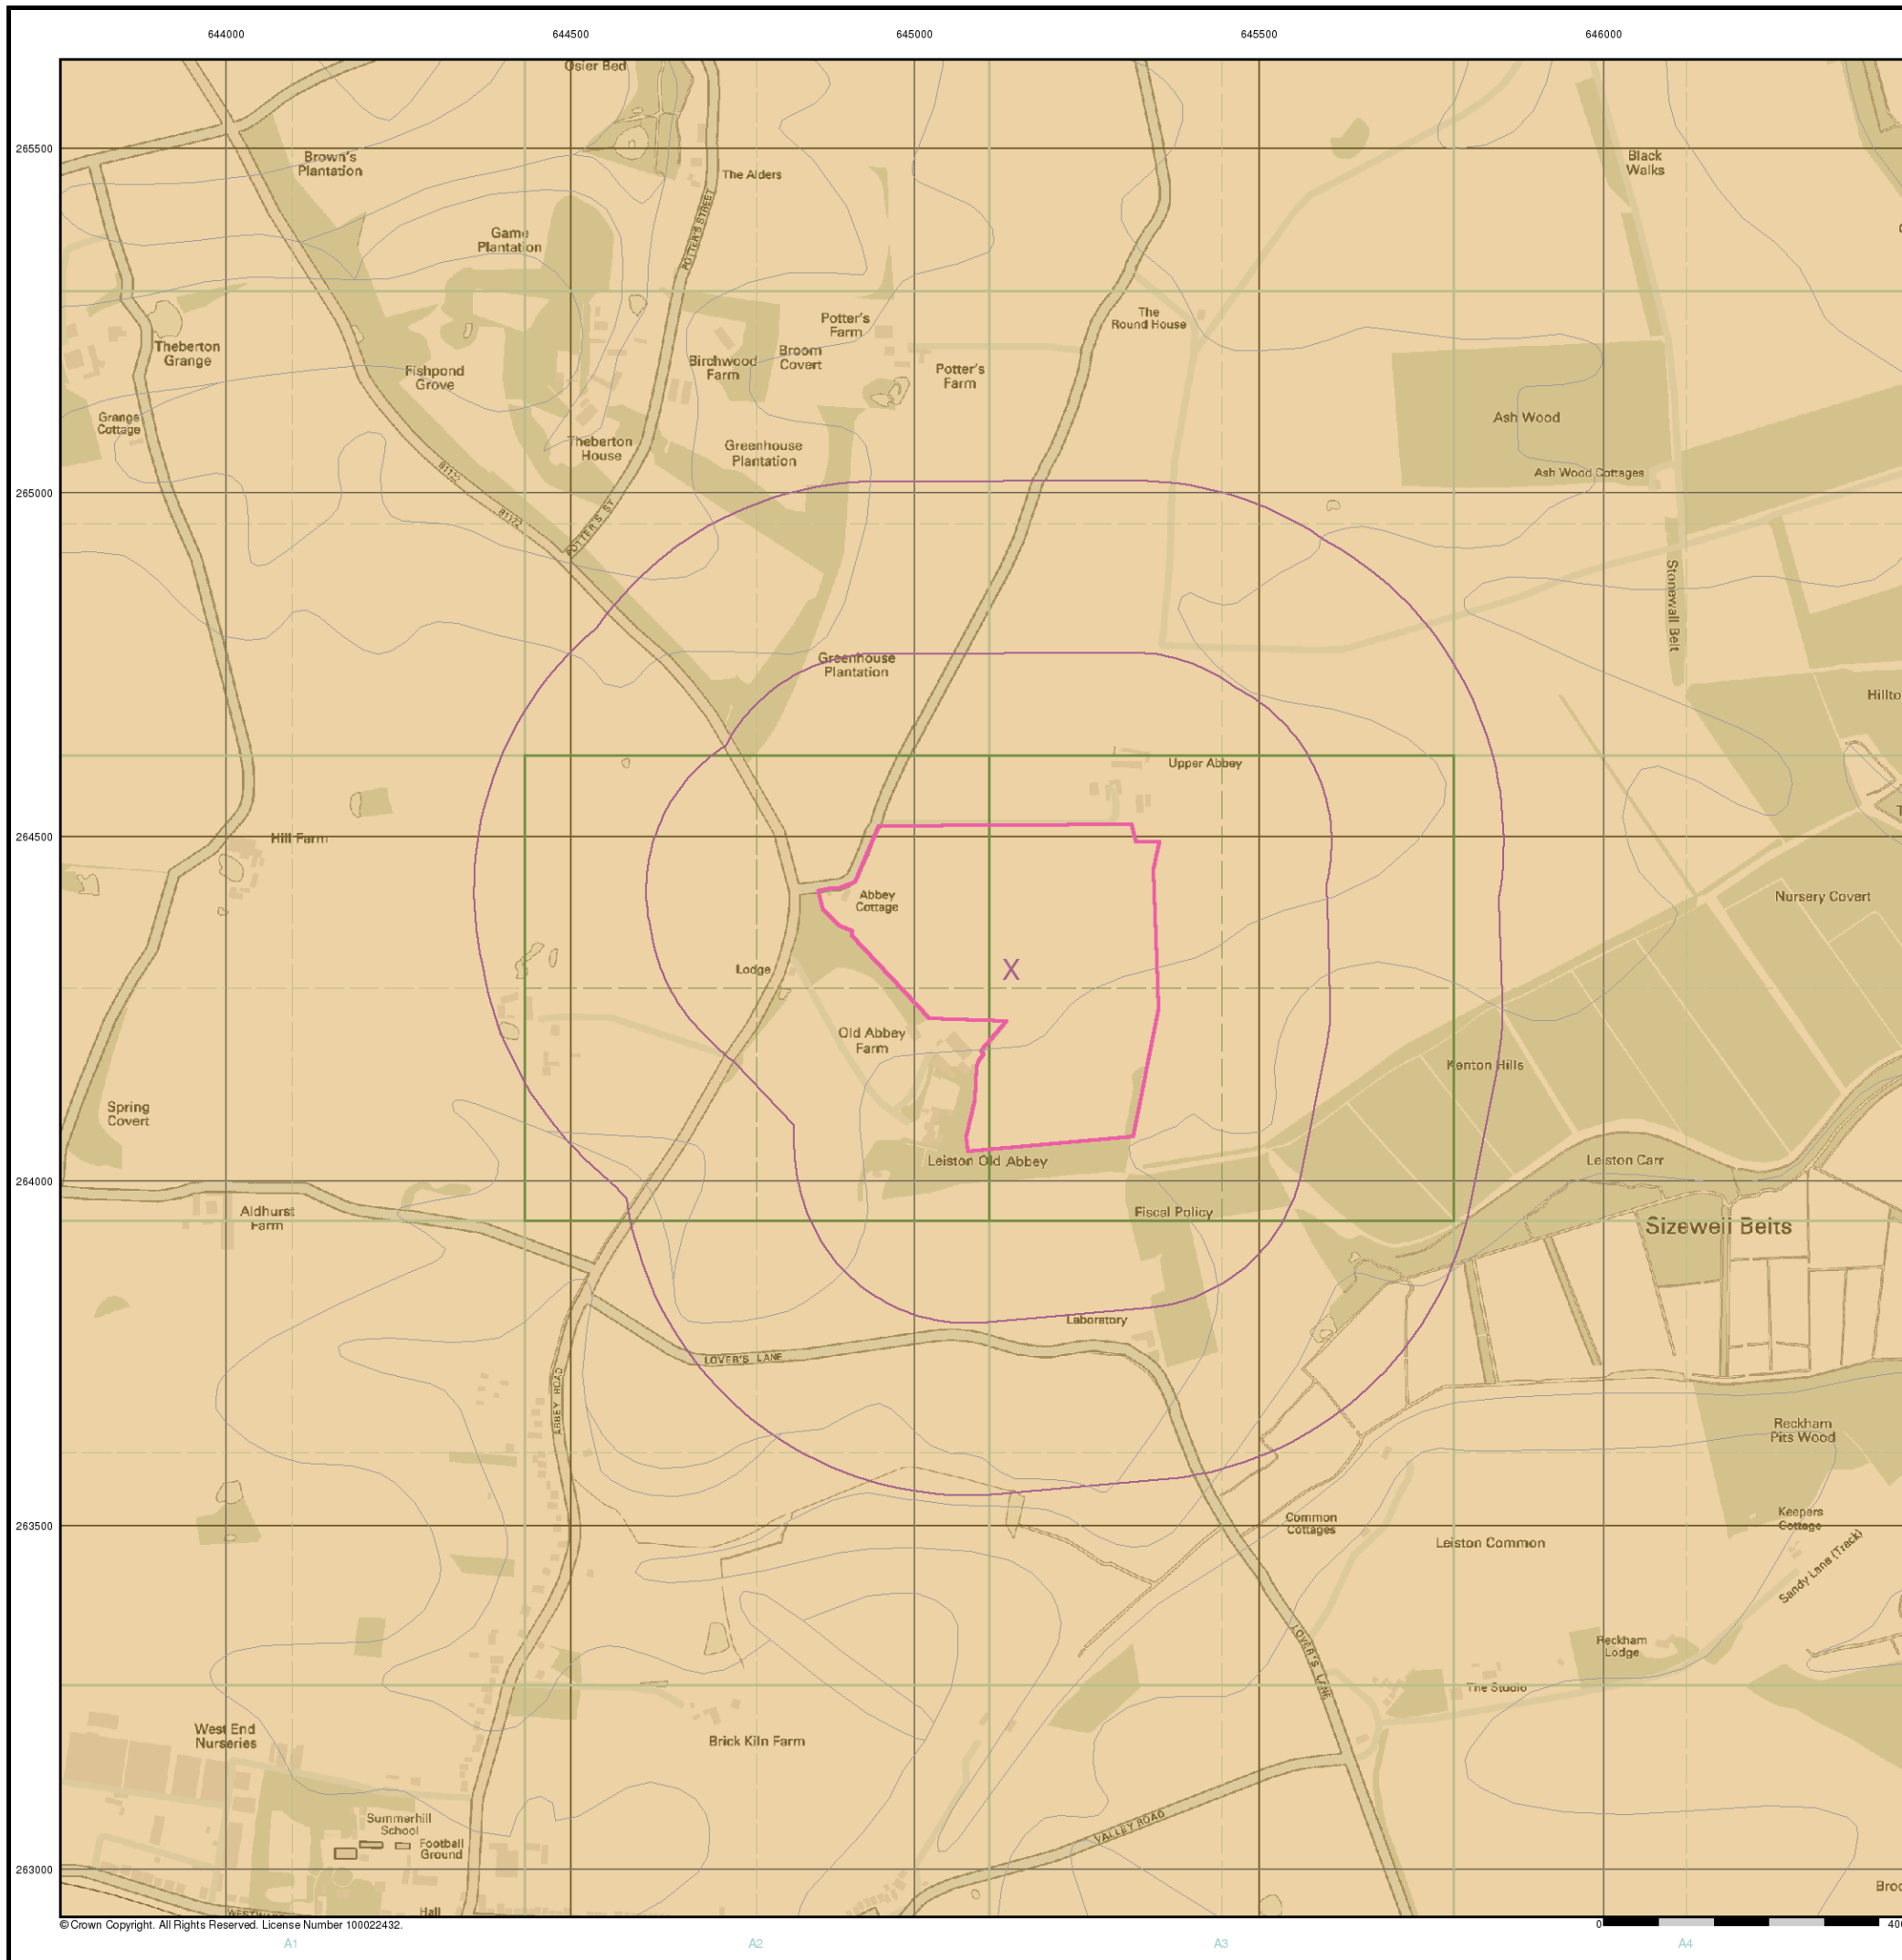 644000
644500
645000
645500
646000
Osier Bed
265500
Brown's
Plantation
The Alders
Black
Walks
POTTER'S STREET
Game
Plantation
Theberton
Grange
Fishpond
Grove
Birchwood
Farm
Broom
Covert
Potter's
Farm
The
Round House
Potter's
Farm
Grange
Cottage
Theberton
House
Greenhouse
Plantation
Ash Wood
Ash Wood Cottages
B1122
265000
B1122
POTTER'S ST
Stonewall Belt
Greenhouse
Plantation
Hillto
Upper Abbey
264500
Hill Farm
Abbey
Cottage
Nursery Covert
Lodge
X
Old Abbey
Farm
Kenton Hills
Spring
Covert
Leiston Old Abbey
Leiston Carr
264000
Aldhurst
Farm
Fiscal Policy
Sizewell Belts
Laboratory
LOVER'S LANE
ABBEY ROAD
Reckham
Pits Wood
263500
Common
Cottages
Keepers
Cottage
Leiston Common
Sandy Lane (Track)
LOVER'S LANE
Reckham
Lodge
The Studio
West End
Nurseries
Brick Kiln Farm
Summerhill
School
Football
Ground
VALLEY ROAD
263000
Hall
Broo
© Crown Copyright. All Rights Reserved. License Number 100022432.
0
400
A1
A2
A3
A4